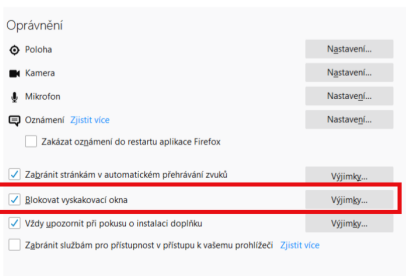 Oprávnění
Poloha Nastavení...
Kamera Nastavení...
Mikrofon Nastavení...
Oznámení Zjistit více Nastavení...
Zakázat oznámení do restartu aplikace Firefox
Zabránit stránkám v automatickém přehrávání zvuků Výjimky...
Blokovat vyskakovací okna Výjimky...
Vždy upozornit při pokusu o instalaci doplňku Výjimky...
Zabránit službám pro přístupnost v přístupu k vašemu prohlížeči Zjistit více